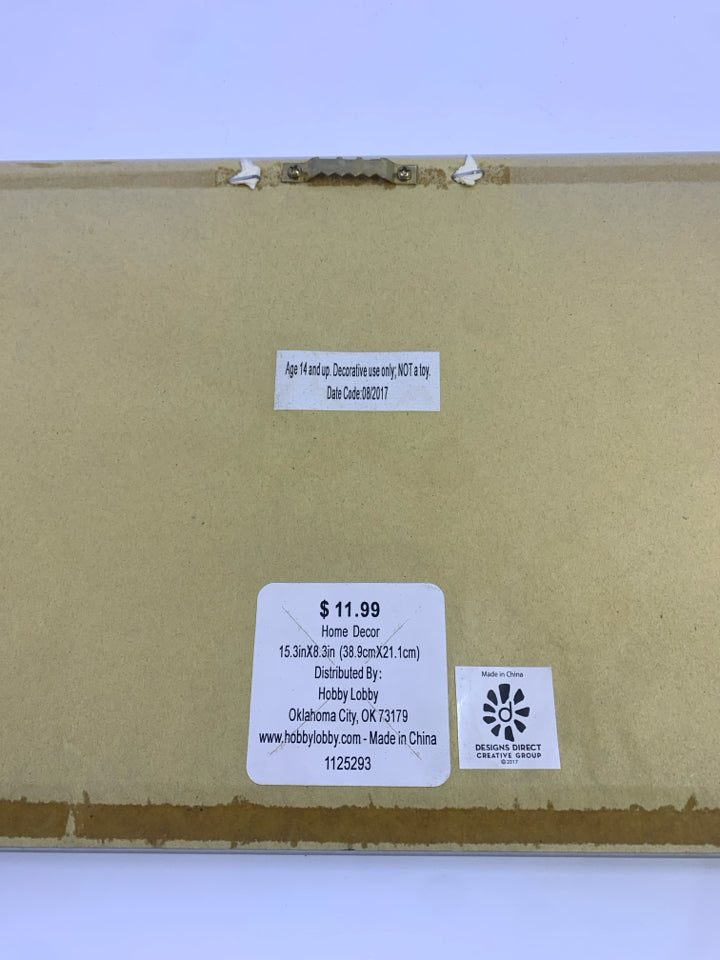 Age 14 and up. Decorative use only; NOT a toy.
Date Code:08/2017
$ 11.99
Home Decor
15.3inX8.3in (38.9cmX21.1cm)
Distributed By:
Hobby Lobby
Oklahoma City, OK 73179
www.hobbylobby.com - Made in China
1125293
Made in China
d
DESIGNS DIRECT
CREATIVE GROUP
©2017